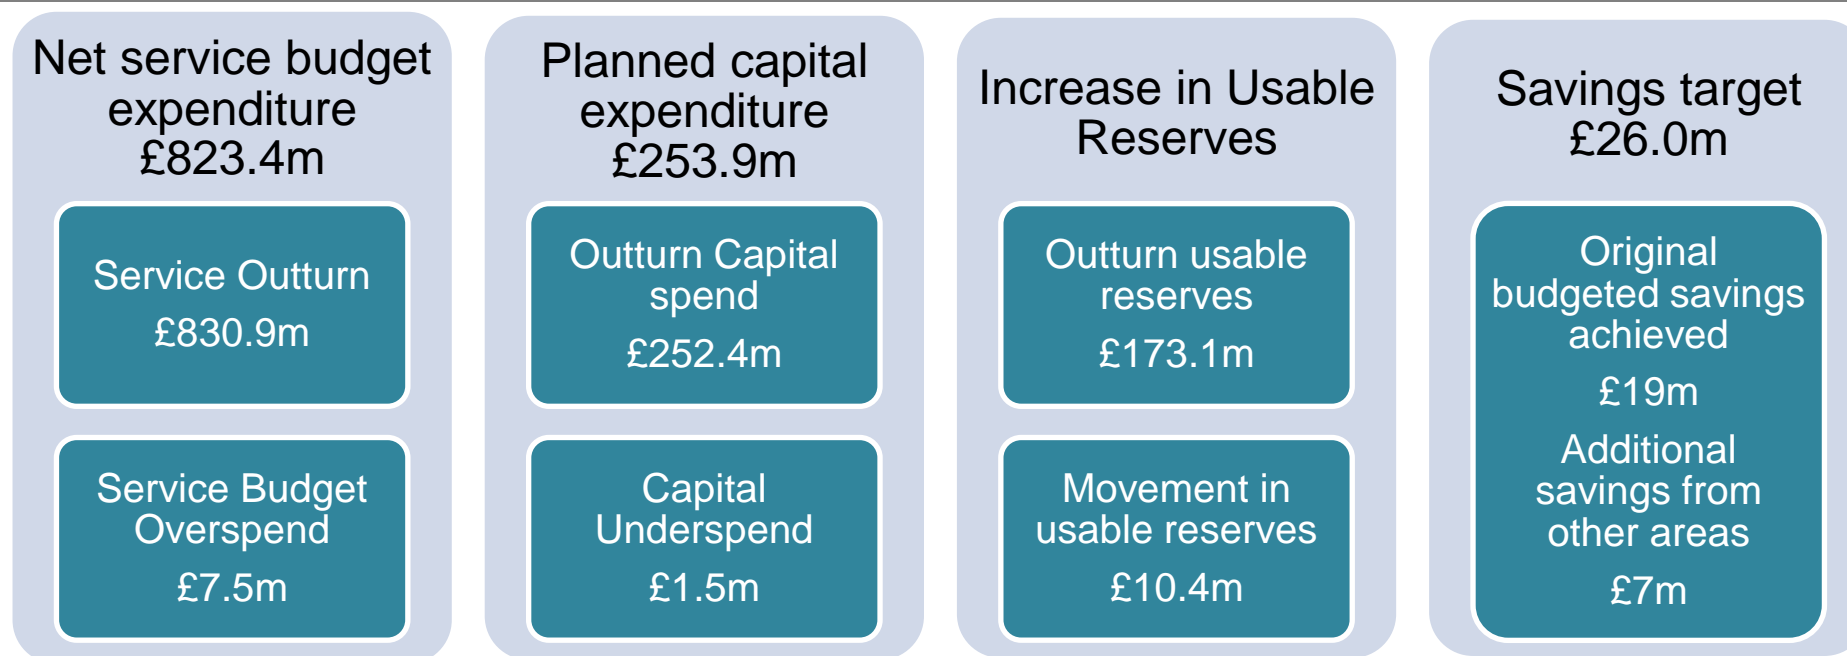 Net service budget
expenditure
£823.4m
Service Outturn
£830.9m
Service Budget
Overspend
£7.5m
Planned capital
expenditure
£253.9m
Outturn Capital
spend
£252.4m
Capital
Underspend
£1.5m
Increase in Usable
Reserves
Outturn usable
reserves
£173.1m
Movement in
usable reserves
£10.4m
Savings target
£26.0m
Original
budgeted savings
achieved
£19m
Additional
savings from
other areas
£7m